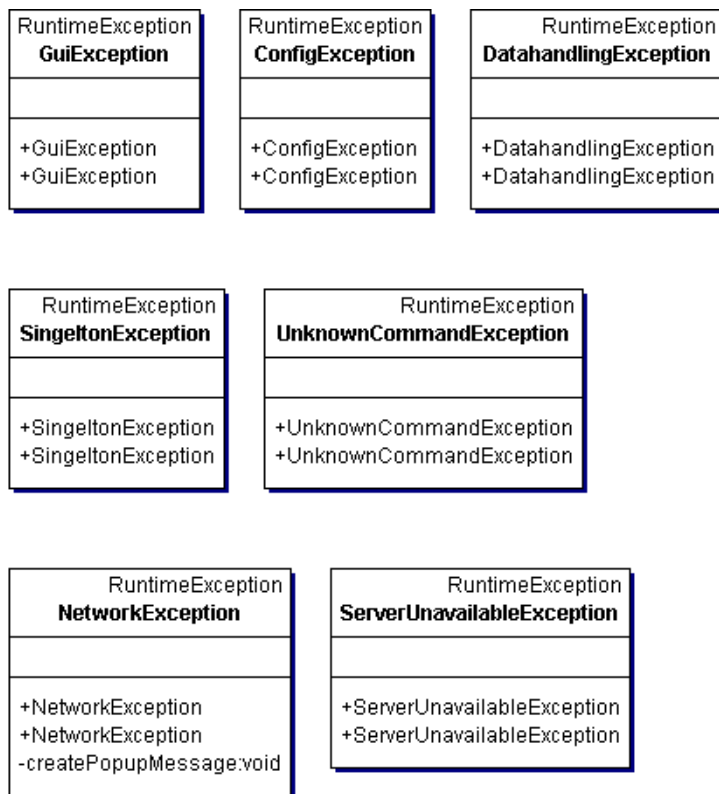 RuntimeException
GuiException
+GuiException
+GuiException
RuntimeException
ConfigException
+ConfigException
+ConfigException
RuntimeException
DatahandlingException
+DatahandlingException
+DatahandlingException
RuntimeException
SingeltonException
+SingeltonException
+SingeltonException
RuntimeException
UnknownCommandException
+UnknownCommandException
+UnknownCommandException
RuntimeException
NetworkException
+NetworkException
+NetworkException
-createPopupMessage:void
RuntimeException
ServerUnavailableException
+ServerUnavailableException
+ServerUnavailableException